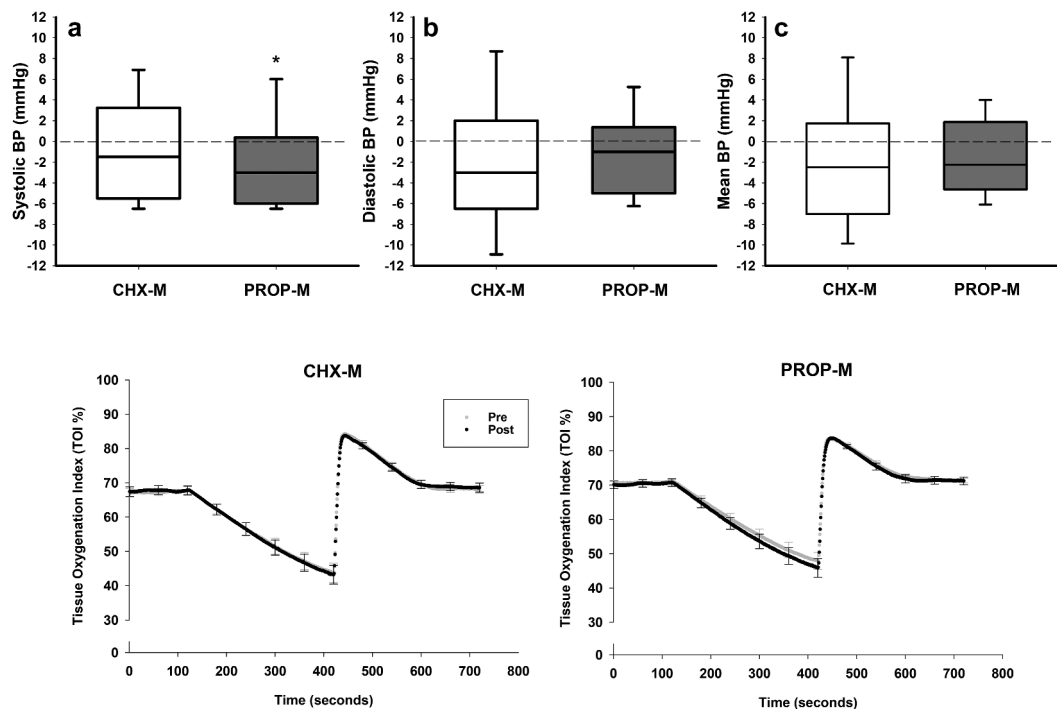 a
Systolic BP (mmHg)
12
10
8
6
4
2
0
-2
-4
-6
-8
-10
-12
*
CHX-M
PROP-M
b
Diastolic BP (mmHg)
12
10
8
6
4
2
0
-2
-4
-6
-8
-10
-12
CHX-M
PROP-M
c
Mean BP (mmHg)
12
10
8
6
4
2
0
-2
-4
-6
-8
-10
-12
CHX-M
PROP-M
CHX-M
Tissue Oxygenation Index (TOI %)
100
90
80
70
60
50
40
30
0
Pre
Post
0 100 200 300 400 500 600 700 800
Time (seconds)
PROP-M
Tissue Oxygenation Index (TOI %)
100
90
80
70
60
50
40
30
0
0 100 200 300 400 500 600 700 800
Time (seconds)